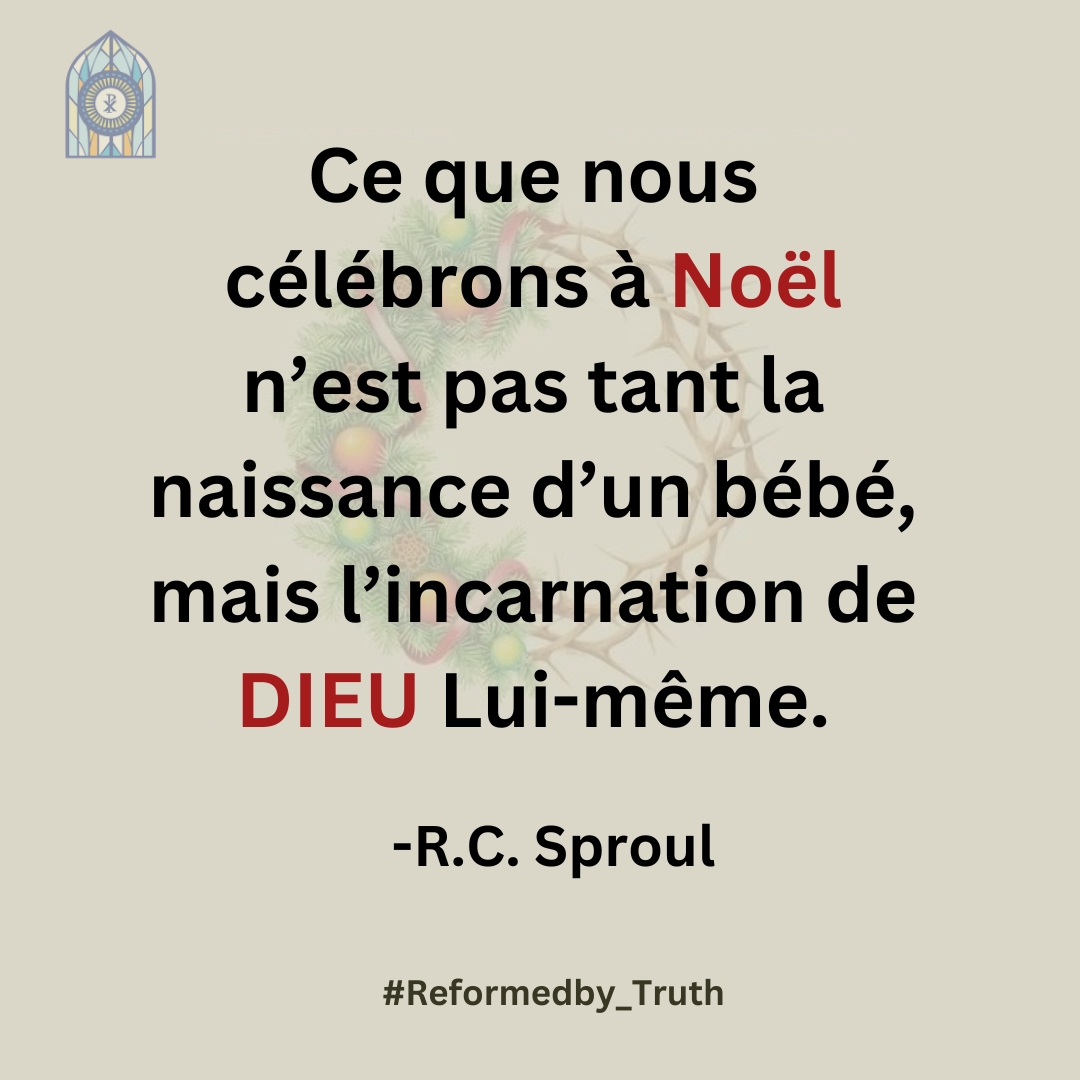 Ce que nous
célébrons à Noël
n’est pas tant la
naissance d’un bébé,
mais l’incarnation de
DIEU Lui-même.
-R.C. Sproul
#Reformedby_Truth